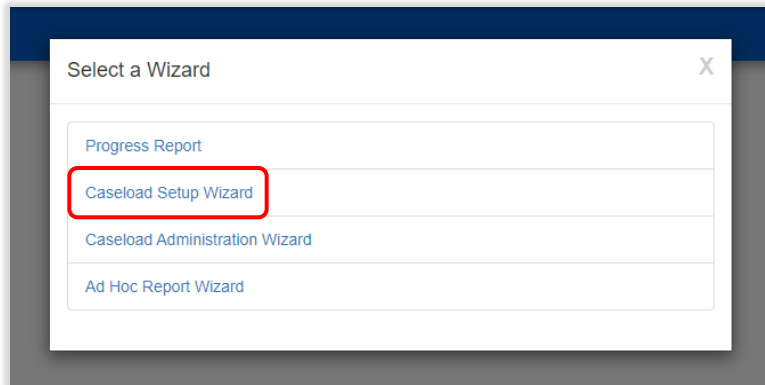 Select a Wizard X
Progress Report
Caseload Setup Wizard
Caseload Administration Wizard
Ad Hoc Report Wizard